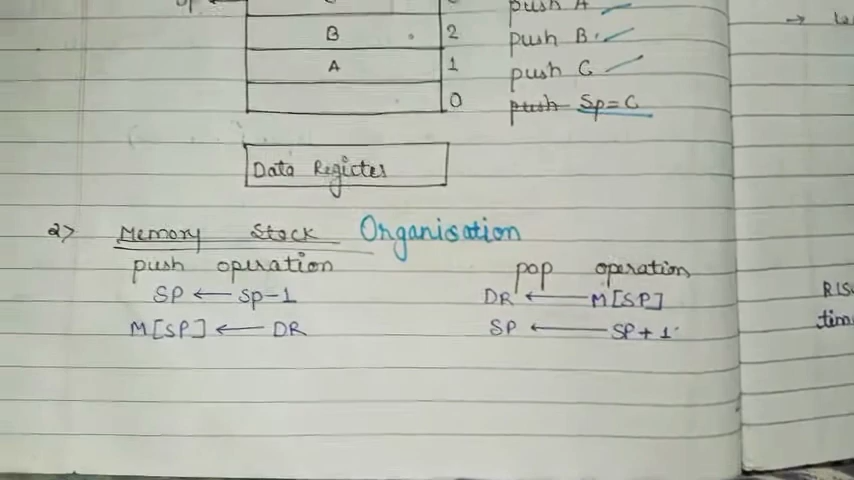 push A
B 2 push B
A 1 push C
0 push Sp=C
Data Register
2> Memory Stack Organisation
push operation pop operation
SP ← SP-1 DR ← M[SP]
M[SP] ← DR SP ← SP+1
RIS
tim